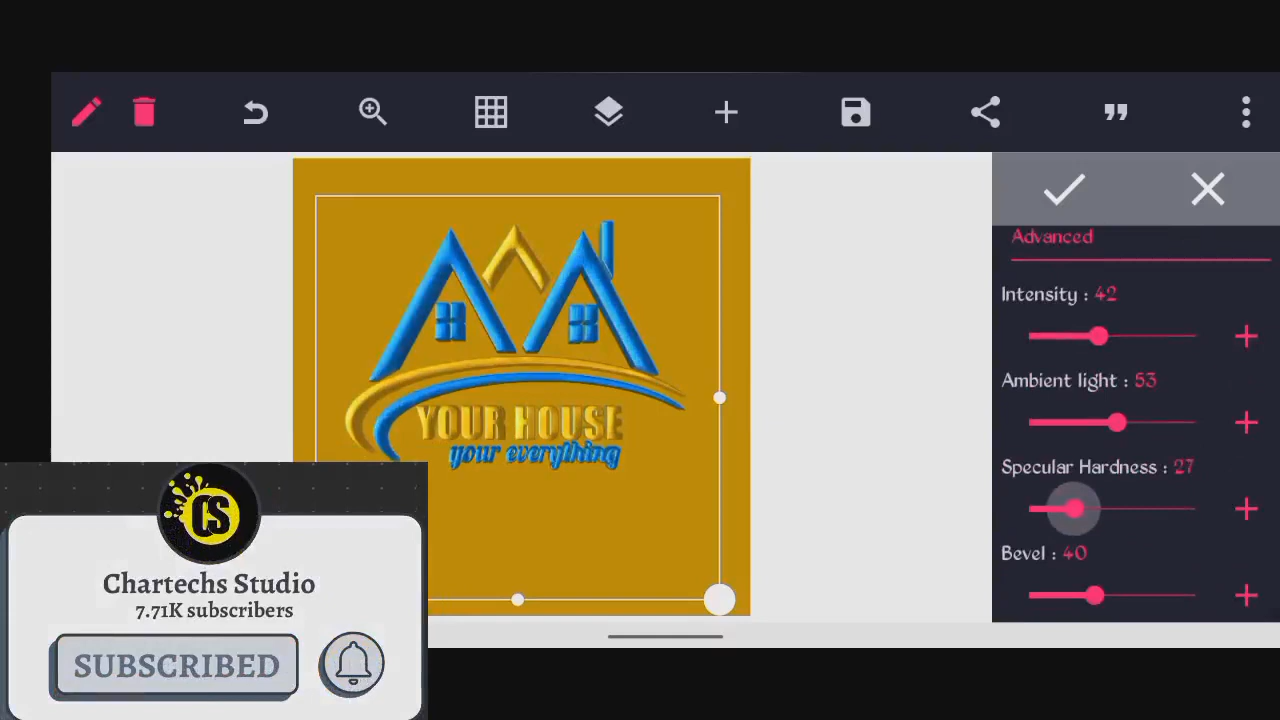 Advanced
Intensity : 42
Ambient light : 53
Specular Hardness : 27
Bevel : 40
YOUR HOUSE
your everything
CS
Chartechs Studio
7.71K subscribers
SUBSCRIBED